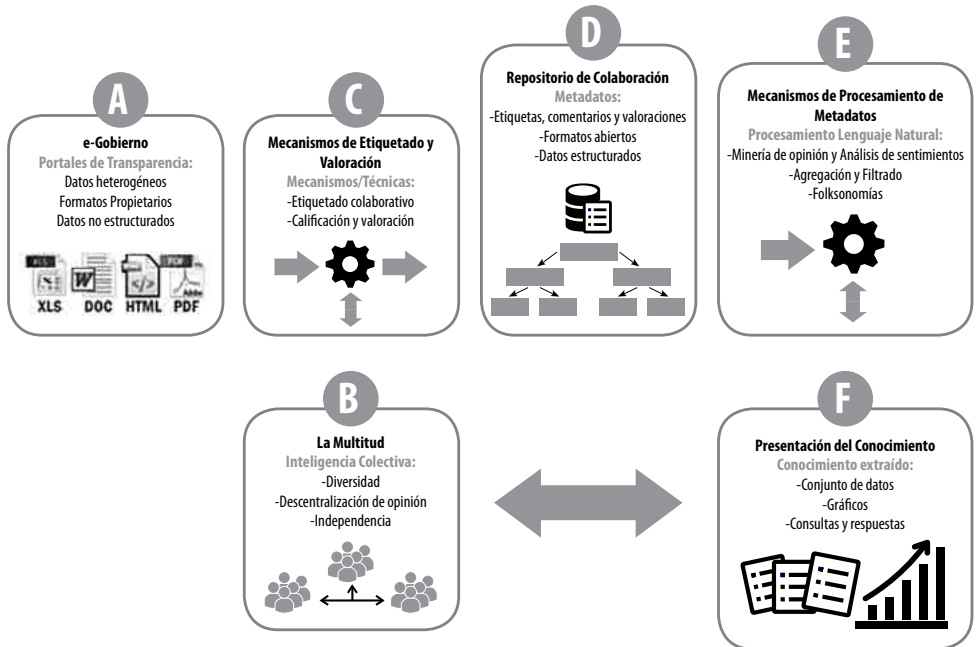 A
e-Gobierno
Portales de Transparencia:
Datos heterogéneos
Formatos Propietarios
Datos no estructurados
XLS
XLS
DOC
W
HTML
</>
PDF
PDF
Adobe
C
Mecanismos de Etiquetado y
Valoración
Mecanismos/Técnicas:
-Etiquetado colaborativo
-Calificación y valoración
D
Repositorio de Colaboración
Metadatos:
-Etiquetas, comentarios y valoraciones
-Formatos abiertos
-Datos estructurados
E
Mecanismos de Procesamiento de
Metadatos
Procesamiento Lenguaje Natural:
-Minería de opinión y Análisis de sentimientos
-Agregación y Filtrado
-Folksonomías
B
La Multitud
Inteligencia Colectiva:
-Diversidad
-Descentralización de opinión
-Independencia
F
Presentación del Conocimiento
Conocimiento extraído:
-Conjunto de datos
-Gráficos
-Consultas y respuestas